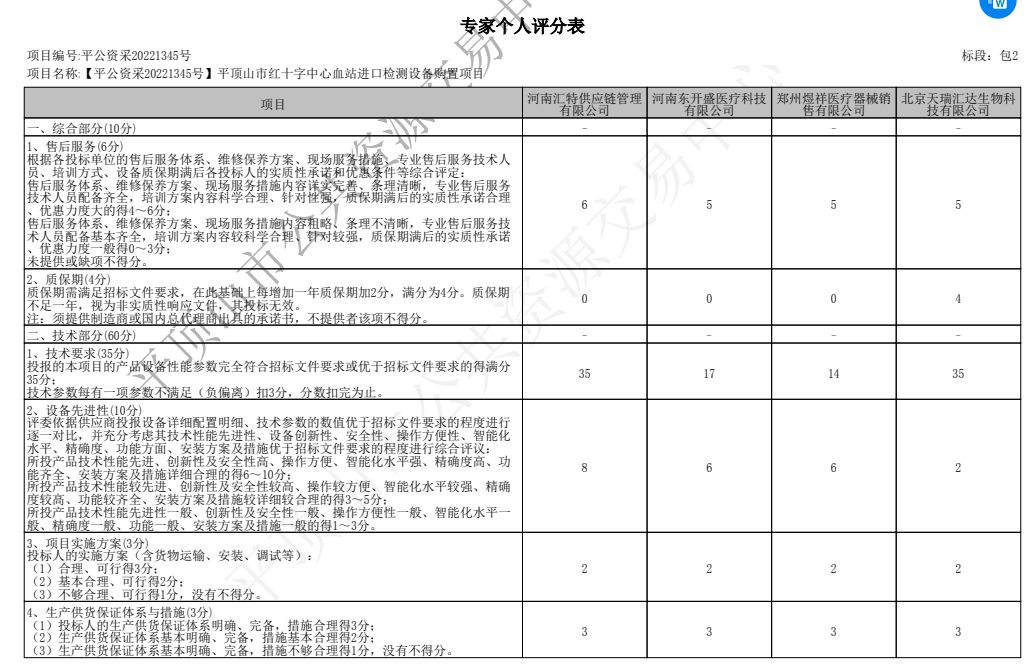 专家个人评分表
项目编号:平公资采20221345号
标段：包2
项目名称:【平公资采20221345号】平顶山市红十字中心血站进口检测设备购置项目
项目
河南汇特供应链管理
有限公司
河南东开盛医疗科技
有限公司
郑州煜祥医疗器械销
售有限公司
北京天瑞汇达生物科
技有限公司
一、综合部分(10分)
-
-
-
-
1、售后服务(6分)
根据各投标单位的售后服务体系、维修保养方案、现场服务措施、专业售后服务技术人
员、培训方式、设备质保期满后各投标人的实质性承诺和优惠条件等综合评定:
售后服务体系、维修保养方案、现场服务措施内容详实完善、条理清晰，专业售后服务
技术人员配备齐全，培训方案内容科学合理、针对性强，质保期满后的实质性承诺合理
、优惠力度大的得4～6分;
售后服务体系、维修保养方案、现场服务措施内容粗略、条理不清晰，专业售后服务技
术人员配备基本齐全，培训方案内容较科学合理、针对较强，质保期满后的实质性承诺
、优惠力度一般得0～3分;
未提供或缺项不得分。
6
5
5
5
2、质保期(4分)
质保期需满足招标文件要求，在此基础上每增加一年质保期加2分，满分为4分。质保期
不足一年，视为非实质性响应文件，其投标无效。
注：须提供制造商或国内总代理商出具的承诺书，不提供者该项不得分。
0
0
0
4
二、技术部分(60分)
-
-
-
-
1、技术要求(35分)
投报的本项目的产品设备性能参数完全符合招标文件要求或优于招标文件要求的得满分
35分;
技术参数每有一项参数不满足（负偏离）扣3分，分数扣完为止。
35
17
14
35
2、设备先进性(10分)
评委依据供应商投报设备详细配置明细、技术参数的数值优于招标文件要求的程度进行
逐一对比，并充分考虑其技术性能先进性、设备创新性、安全性、操作方便性、智能化
水平、精确度、功能方面、安装方案及措施优于招标文件要求的程度进行综合评议:
所投产品技术性能先进、创新性及安全性高、操作方便、智能化水平强、精确度高、功
能齐全、安装方案及措施详细合理的得6～10分;
所投产品技术性能较先进、创新性及安全性较高、操作较方便、智能化水平较强、精确
度较高、功能较齐全、安装方案及措施较详细较合理的得3～5分;
所投产品技术性能先进性一般、创新性及安全性一般、操作方便性一般、智能化水平一
般、精确度一般、功能一般、安装方案及措施一般的得1～3分。
8
6
6
2
3、项目实施方案(3分)
投标人的实施方案（含货物运输、安装、调试等）:
（1）合理、可行得3分;
（2）基本合理、可行得2分;
（3）不够合理、可行得1分，没有不得分。
2
2
2
2
4、生产供货保证体系与措施(3分)
（1）投标人的生产供货保证体系明确、完备，措施合理得3分;
（2）生产供货保证体系基本明确、完备，措施基本合理得2分;
（3）生产供货保证体系基本明确、完备，措施不够合理得1分，没有不得分。
3
3
3
3
平顶山市公共资源交易中
平顶山市公共资源交易中心